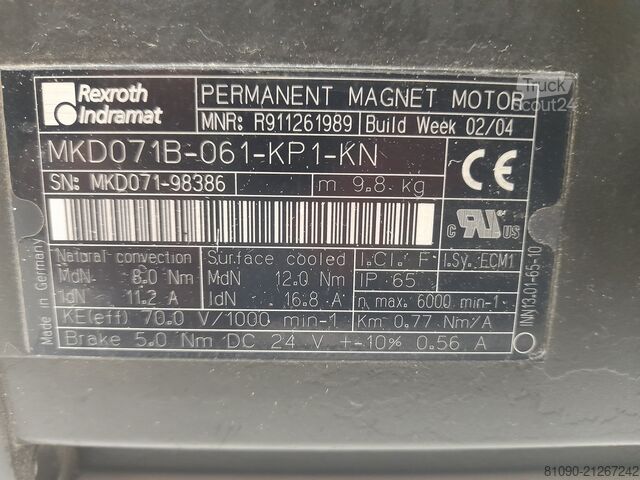 Rexroth
Indramat
PERMANENT MAGNET MOTOR
MNR: R911261989 Build Week 02/04
MKD071B-061-KP1-KN
SN: MKD071-98386 m 9.8 kg
CE
c RU US
Natural convection Surface cooled I.Cl. F I.Sy. ECM1
MdN 8.0 Nm MdN 12.0 Nm IP 65
IdN 11.2 A IdN 16.8 A n max. 6000 min-1
KE(eff) 70.0 V/1000 min-1 Km 0.77 Nm/A
Brake 5.0 Nm DC 24 V +-10% 0.56 A
Made in Germany
INN13.01-65-10
Truck
Scout24
81090-21267242